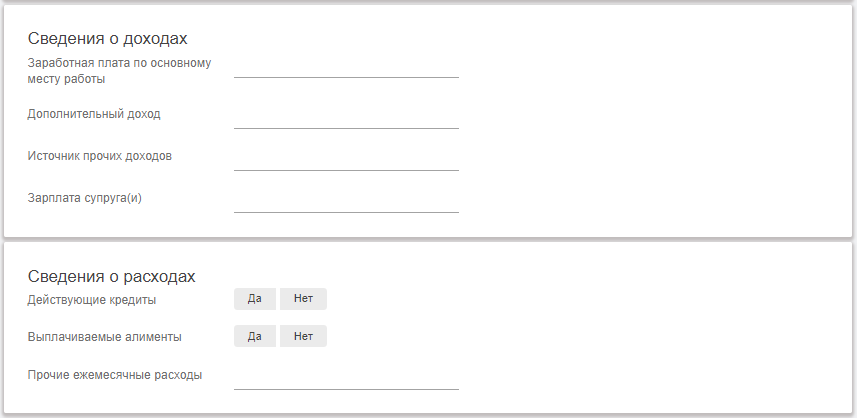 Сведения о доходах
Заработная плата по основному
месту работы
Дополнительный доход
Источник прочих доходов
Зарплата супруга(и)
Сведения о расходах
Действующие кредиты Да Нет
Выплачиваемые алименты Да Нет
Прочие ежемесячные расходы